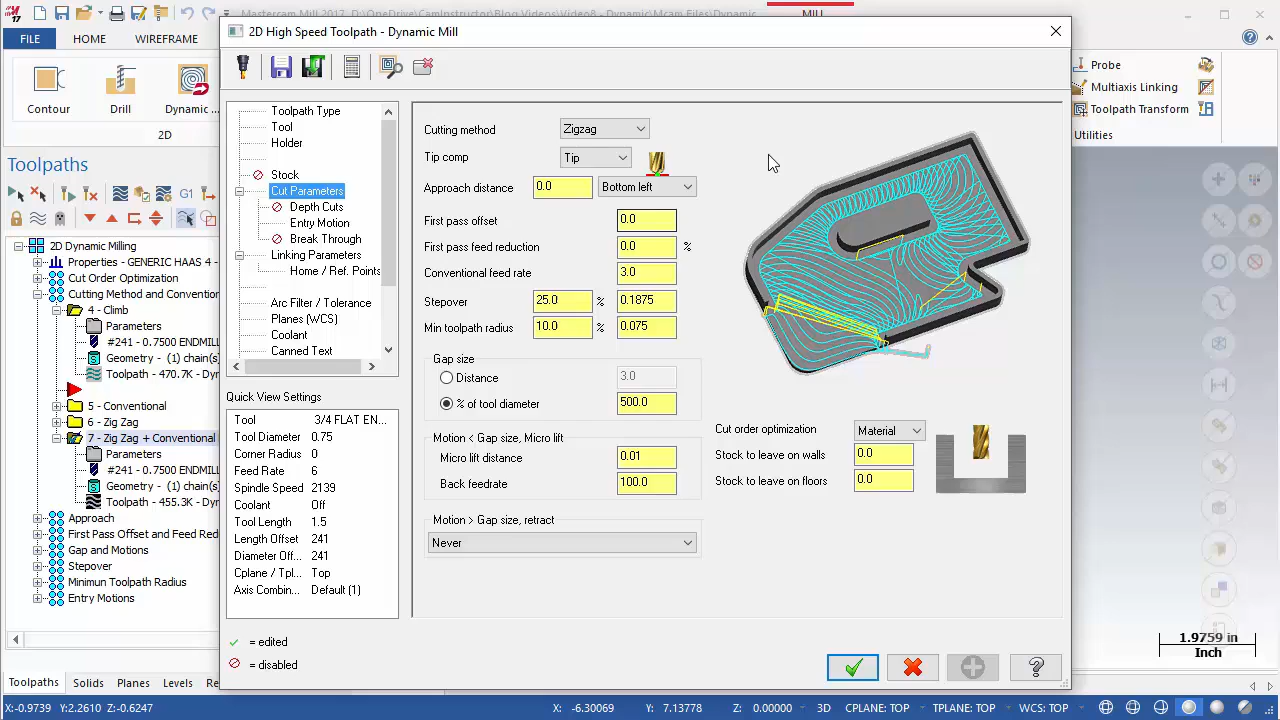 Mastercam Mill 2017 D:\OneDrive\CamInstructor\Blog Videos\Video8 - Dynamic\Mcam Files\Dynamic
MILL
FILE
HOME
WIREFRAME
Contour
Drill
Dynamic ...
2D
Probe
Multiaxis Linking
Toolpath Transform
Utilities
Toolpaths
G1
2D Dynamic Milling
Properties - GENERIC HAAS 4 -
Cut Order Optimization
Cutting Method and Convention
4 - Climb
Parameters
#241 - 0.7500 ENDMILL
Geometry - (1) chain(s)
Toolpath - 470.7K - Dyn
5 - Conventional
6 - Zig Zag
7 - Zig Zag + Conventional
Parameters
#241 - 0.7500 ENDMILL
Geometry - (1) chain(s)
Toolpath - 455.3K - Dyn
Approach
First Pass Offset and Feed Redu
Gap and Motions
Stepover
Minimun Toolpath Radius
Entry Motions
Toolpaths
Solids
Planes
Levels
Re
2D High Speed Toolpath - Dynamic Mill
Toolpath Type
Tool
Holder
Stock
Cut Parameters
Depth Cuts
Entry Motion
Break Through
Linking Parameters
Home / Ref. Points
Arc Filter / Tolerance
Planes (WCS)
Coolant
Canned Text
Quick View Settings
Tool 3/4 FLAT EN...
Tool Diameter 0.75
Corner Radius 0
Feed Rate 6
Spindle Speed 2139
Coolant Off
Tool Length 1.5
Length Offset 241
Diameter Off... 241
Cplane / Tpl... Top
Axis Combin... Default (1)
= edited
= disabled
Cutting method Zigzag
Tip comp Tip
Approach distance 0.0 Bottom left
First pass offset 0.0
First pass feed reduction 0.0 %
Conventional feed rate 3.0
Stepover 25.0 % 0.1875
Min toolpath radius 10.0 % 0.075
Gap size
Distance 3.0
% of tool diameter 500.0
Motion < Gap size, Micro lift
Micro lift distance 0.01
Back feedrate 100.0
Motion > Gap size, retract
Never
Cut order optimization Material
Stock to leave on walls 0.0
Stock to leave on floors 0.0
1.9759 in
Inch
X:-0.9739 Y:2.2610 Z:-0.6247
X: -6.30069 Y: 7.13778 Z: 0.00000 3D CPLANE: TOP TPLANE: TOP WCS: TOP